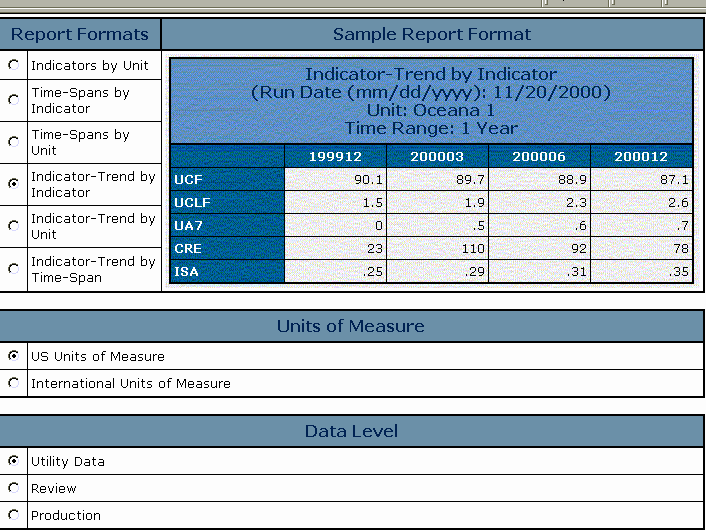 Report Formats
Sample Report Format
Indicators by Unit
Time-Spans by
Indicator
Time-Spans by
Unit
Indicator-Trend by
Indicator
Indicator-Trend by
Unit
Indicator-Trend by
Time-Span
Indicator-Trend by Indicator
(Run Date (mm/dd/yyyy): 11/20/2000)
Unit: Oceana 1
Time Range: 1 Year
199912 200003 200006 200012
UCF 90.1 89.7 88.9 87.1
UCLF 1.5 1.9 2.3 2.6
UA7 0 .5 .6 .7
CRE 23 110 92 78
ISA .25 .29 .31 .35
Units of Measure
US Units of Measure
International Units of Measure
Data Level
Utility Data
Review
Production